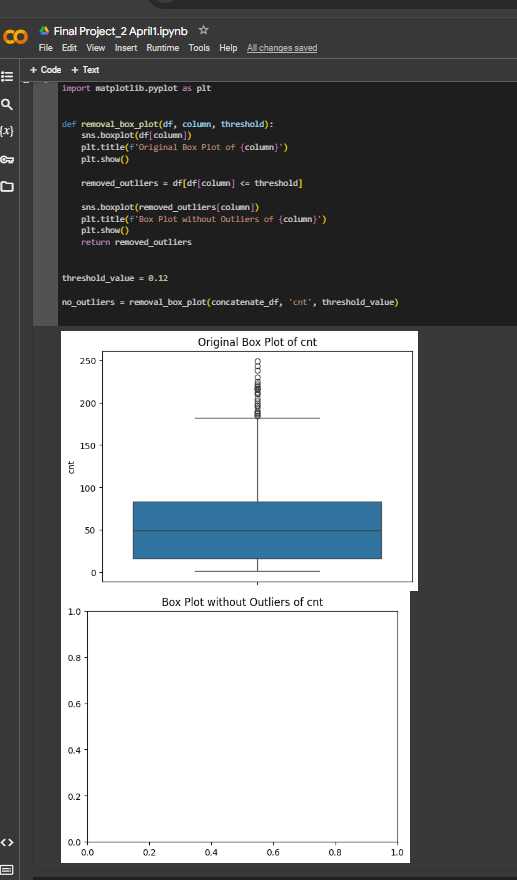 Final Project_2 April1.ipynb
File Edit View Insert Runtime Tools Help All changes saved
+ Code + Text
import matplotlib.pyplot as plt
def removal_box_plot(df, column, threshold):
sns.boxplot(df[column])
plt.title(f'Original Box Plot of {column}')
plt.show()
removed_outliers = df[df[column] <= threshold]
sns.boxplot(removed_outliers[column])
plt.title(f'Box Plot without Outliers of {column}')
plt.show()
return removed_outliers
threshold_value = 0.12
no_outliers = removal_box_plot(concatenate_df, 'cnt', threshold_value)
Original Box Plot of cnt
250
200
150
100
50
0
cnt
Box Plot without Outliers of cnt
1.0
0.8
0.6
0.4
0.2
0.0
0.0 0.2 0.4 0.6 0.8 1.0
{x}
<>